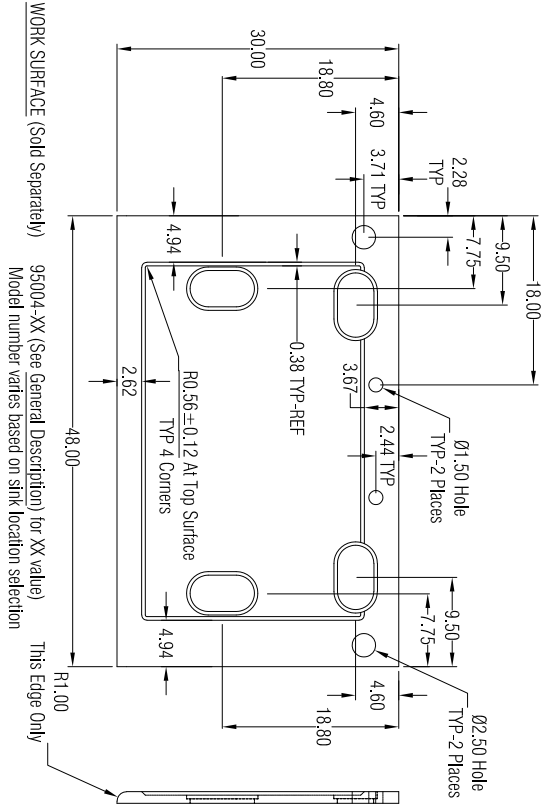 18.00
9.50
7.75
2.28
TYP
9.50
7.75
Ø1.50 Hole
TYP-2 Places
Ø2.50 Hole
TYP-2 Places
4.60
3.71 TYP
18.80
30.00
3.67
2.44 TYP
4.60
18.80
0.38 TYP-REF
4.94
4.94
R0.56±0.12 At Top Surface
TYP 4 Corners
2.62
48.00
R1.00
This Edge Only
WORK SURFACE (Sold Separately)
95004-XX (See General Description) for XX value)
Model number varies based on sink location selection